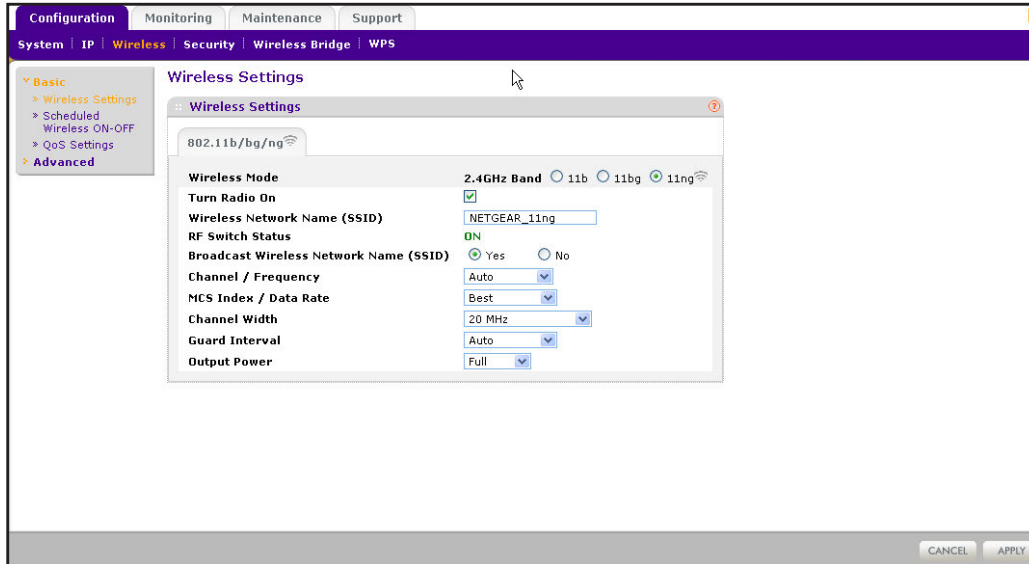 Configuration Monitoring Maintenance Support
System IP Wireless Security Wireless Bridge WPS
Basic
Wireless Settings
Scheduled
Wireless ON-OFF
QoS Settings
Advanced
Wireless Settings
Wireless Settings
802.11b/bg/ng
Wireless Mode 2.4GHz Band 11b 11bg 11ng
Turn Radio On
Wireless Network Name (SSID) NETGEAR_11ng
RF Switch Status ON
Broadcast Wireless Network Name (SSID) Yes No
Channel / Frequency Auto
MCS Index / Data Rate Best
Channel Width 20 MHz
Guard Interval Auto
Output Power Full
CANCEL APPLY